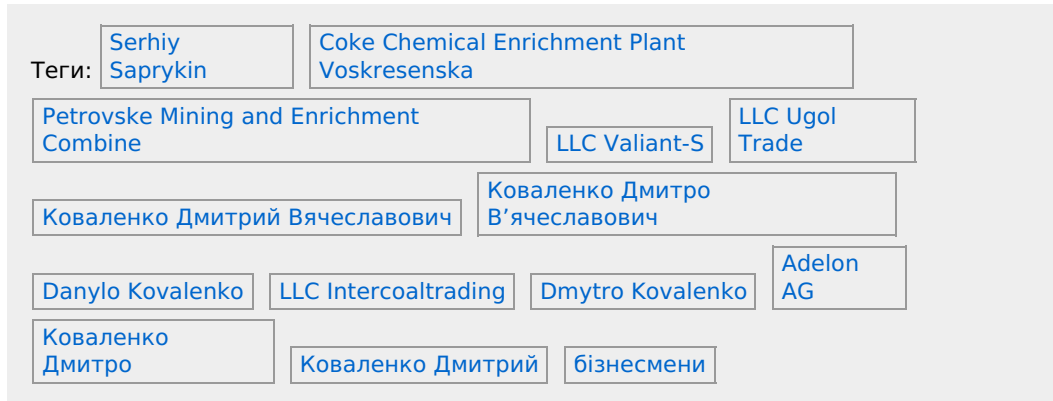 Serhiy
Теги: Saprykin
Coke Chemical Enrichment Plant
Voskresenska
Petrovske Mining and Enrichment
Combine
LLC Valiant-S
LLC Ugol
Trade
Коваленко Дмитрий Вячеславович
Коваленко Дмитро
В’ячеславович
Danylo Kovalenko
LLC Intercoaltrading
Dmytro Kovalenko
Adelon
AG
Коваленко
Дмитро
Коваленко Дмитрий
бізнесмени